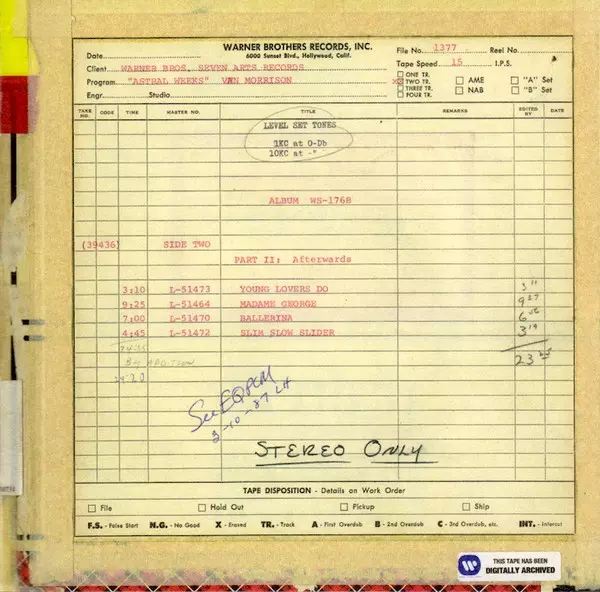 WARNER BROTHERS RECORDS, INC.
6000 Sunset Blvd., Hollywood, Calif.
Date
File No. 1377 Reel No.
Client WARNER BROS. SEVEN ARTS RECORDS
Tape Speed 15 I.P.S.
Program "ASTRAL WEEKS" VAN MORRISON
ONE TR.
TWO TR. AME "A" Set
THREE TR. NAB "B" Set
FOUR TR.
Engr. Studio
TAKE NO. CODE TIME MASTER NO. TITLE REMARKS EDITED BY DATE
LEVEL SET TONES
1KC at 0-Db
10KC at -"
ALBUM WS-1768
(39436) SIDE TWO
PART II: Afterwards
3:10 L-51473 YOUNG LOVERS DO
9:25 L-51464 MADAME GEORGE
7:00 L-51470 BALLERINA
4:45 L-51472 SLIM SLOW SLIDER
ADDITION
See EQ PCM
2-10-87 LH
STEREO ONLY
TAPE DISPOSITION - Details on Work Order
File Hold Out Pickup Ship
F.S. - False Start N.G. - No Good X - Erased TR. - Track A - First Overdub B - 2nd Overdub C - 3rd Overdub, etc. INT. - Intercut
THIS TAPE HAS BEEN
DIGITALLY ARCHIVED